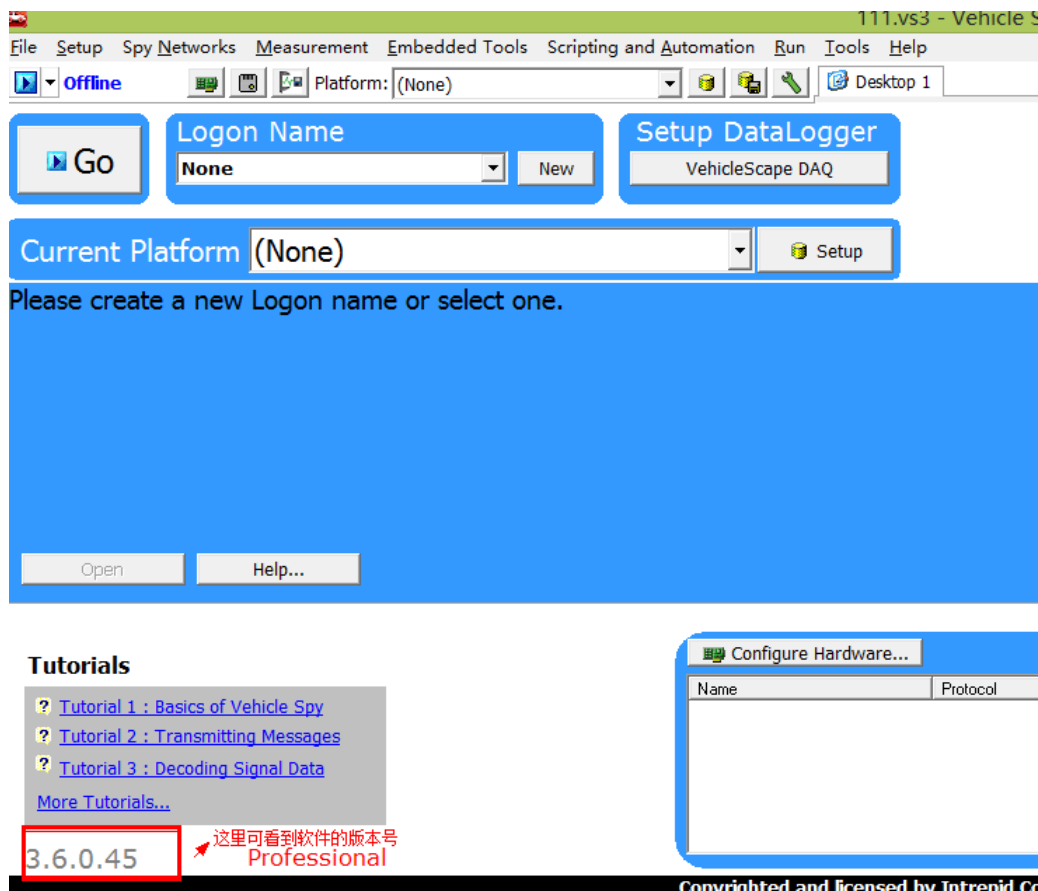 111.vs3 - Vehicle S
File Setup Spy Networks Measurement Embedded Tools Scripting and Automation Run Tools Help
Offline Platform: (None) Desktop 1
Go
Logon Name
None New
Setup DataLogger
VehicleScape DAQ
Current Platform (None) Setup
Please create a new Logon name or select one.
Open Help...
Tutorials
? Tutorial 1 : Basics of Vehicle Spy
? Tutorial 2 : Transmitting Messages
? Tutorial 3 : Decoding Signal Data
More Tutorials...
Configure Hardware...
Name Protocol
这里可看到软件的版本号
3.6.0.45 Professional
Copyrighted and licensed by Intrepid Co